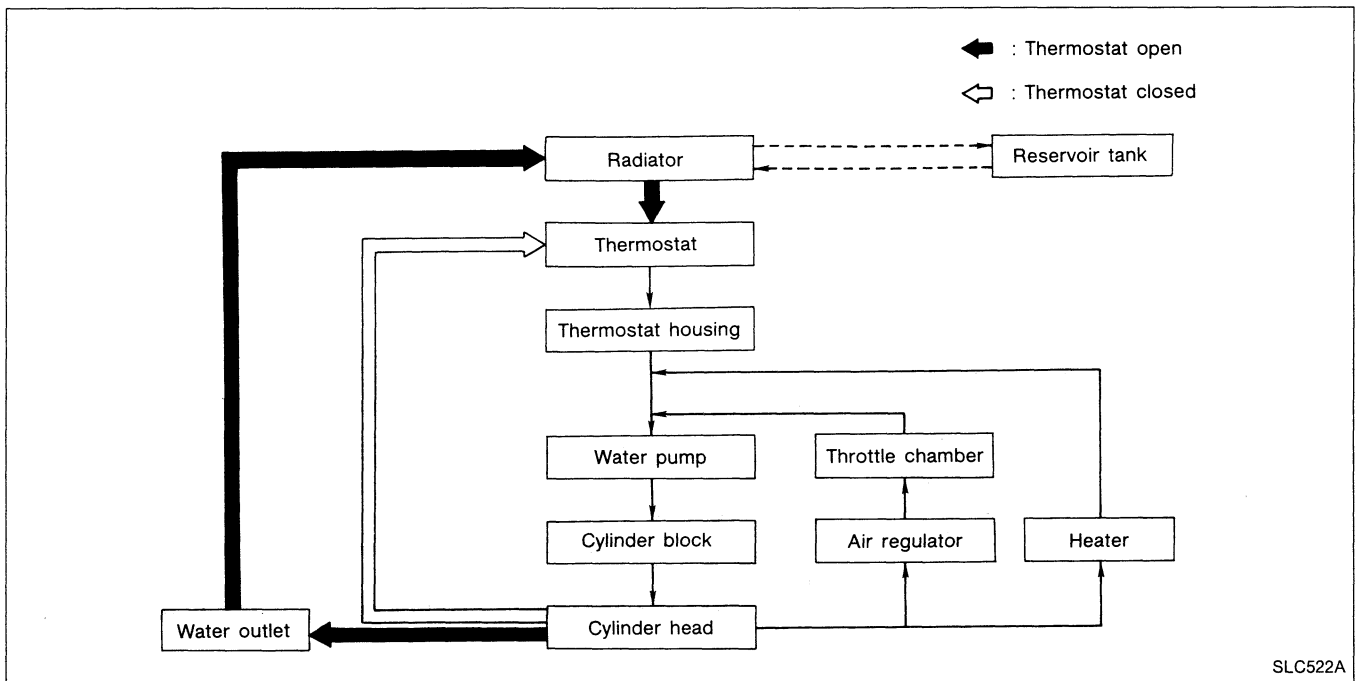 : Thermostat open
: Thermostat closed
Radiator
Reservoir tank
Thermostat
Thermostat housing
Water pump
Throttle chamber
Cylinder block
Air regulator
Heater
Water outlet
Cylinder head
SLC522A